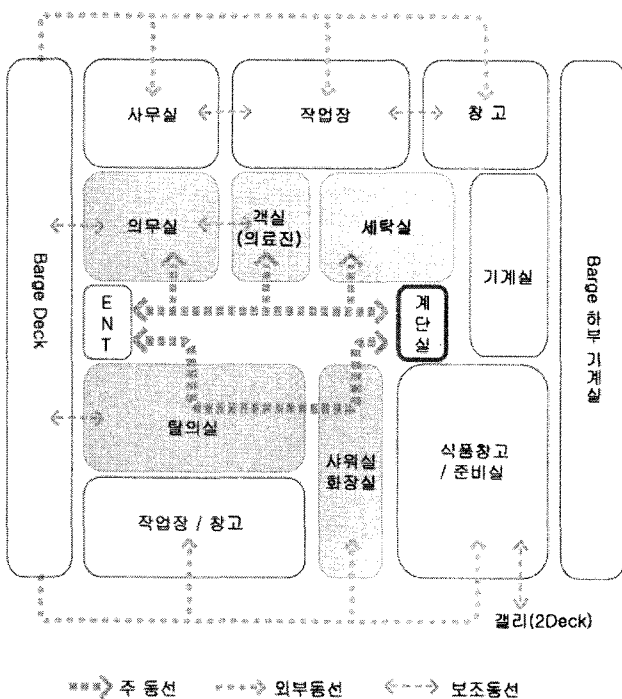 사무실
작업장
창 고
의무실
객실
(의료진)
세탁실
기계실
Barge Deck
E
N
T
계
단
실
Barge 하부 기계실
탈의실
샤워실
화장실
식품창고
/ 준비실
작업장 / 창고
갤리(2Deck)
주 동선
외부동선
보조동선